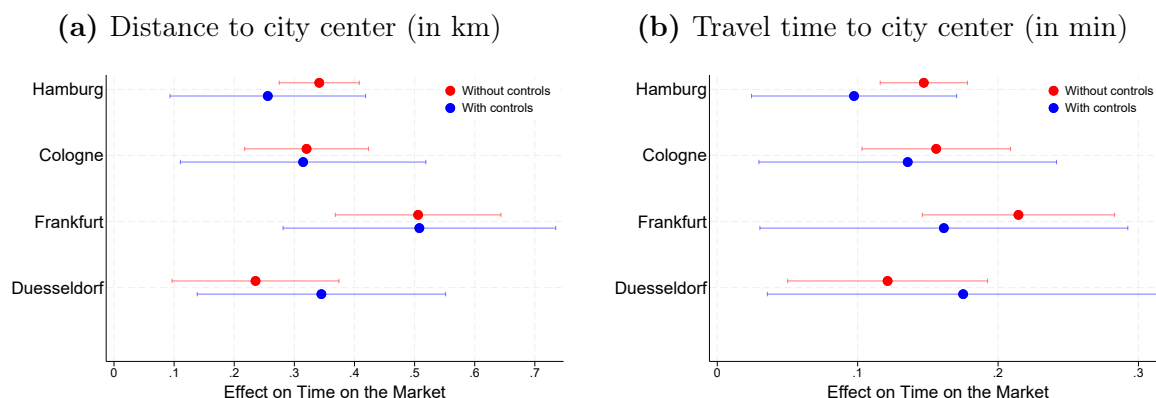 (a) Distance to city center (in km)
Hamburg
Cologne
Frankfurt
Duesseldorf
Without controls
With controls
0 .1 .2 .3 .4 .5 .6 .7
Effect on Time on the Market
(b) Travel time to city center (in min)
Hamburg
Cologne
Frankfurt
Duesseldorf
Without controls
With controls
0 .1 .2 .3
Effect on Time on the Market